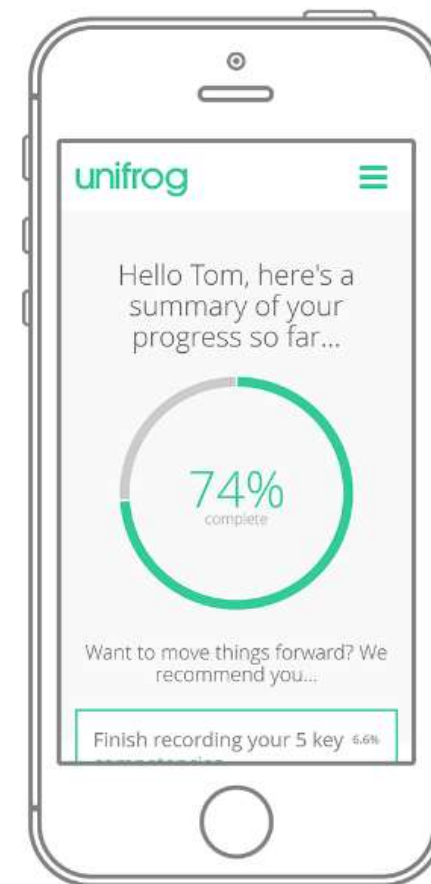 unifrog
Hello Tom, here's a
summary of your
progress so far...
74%
complete
Want to move things forward? We
recommend you...
Finish recording your 5 key 6.6%